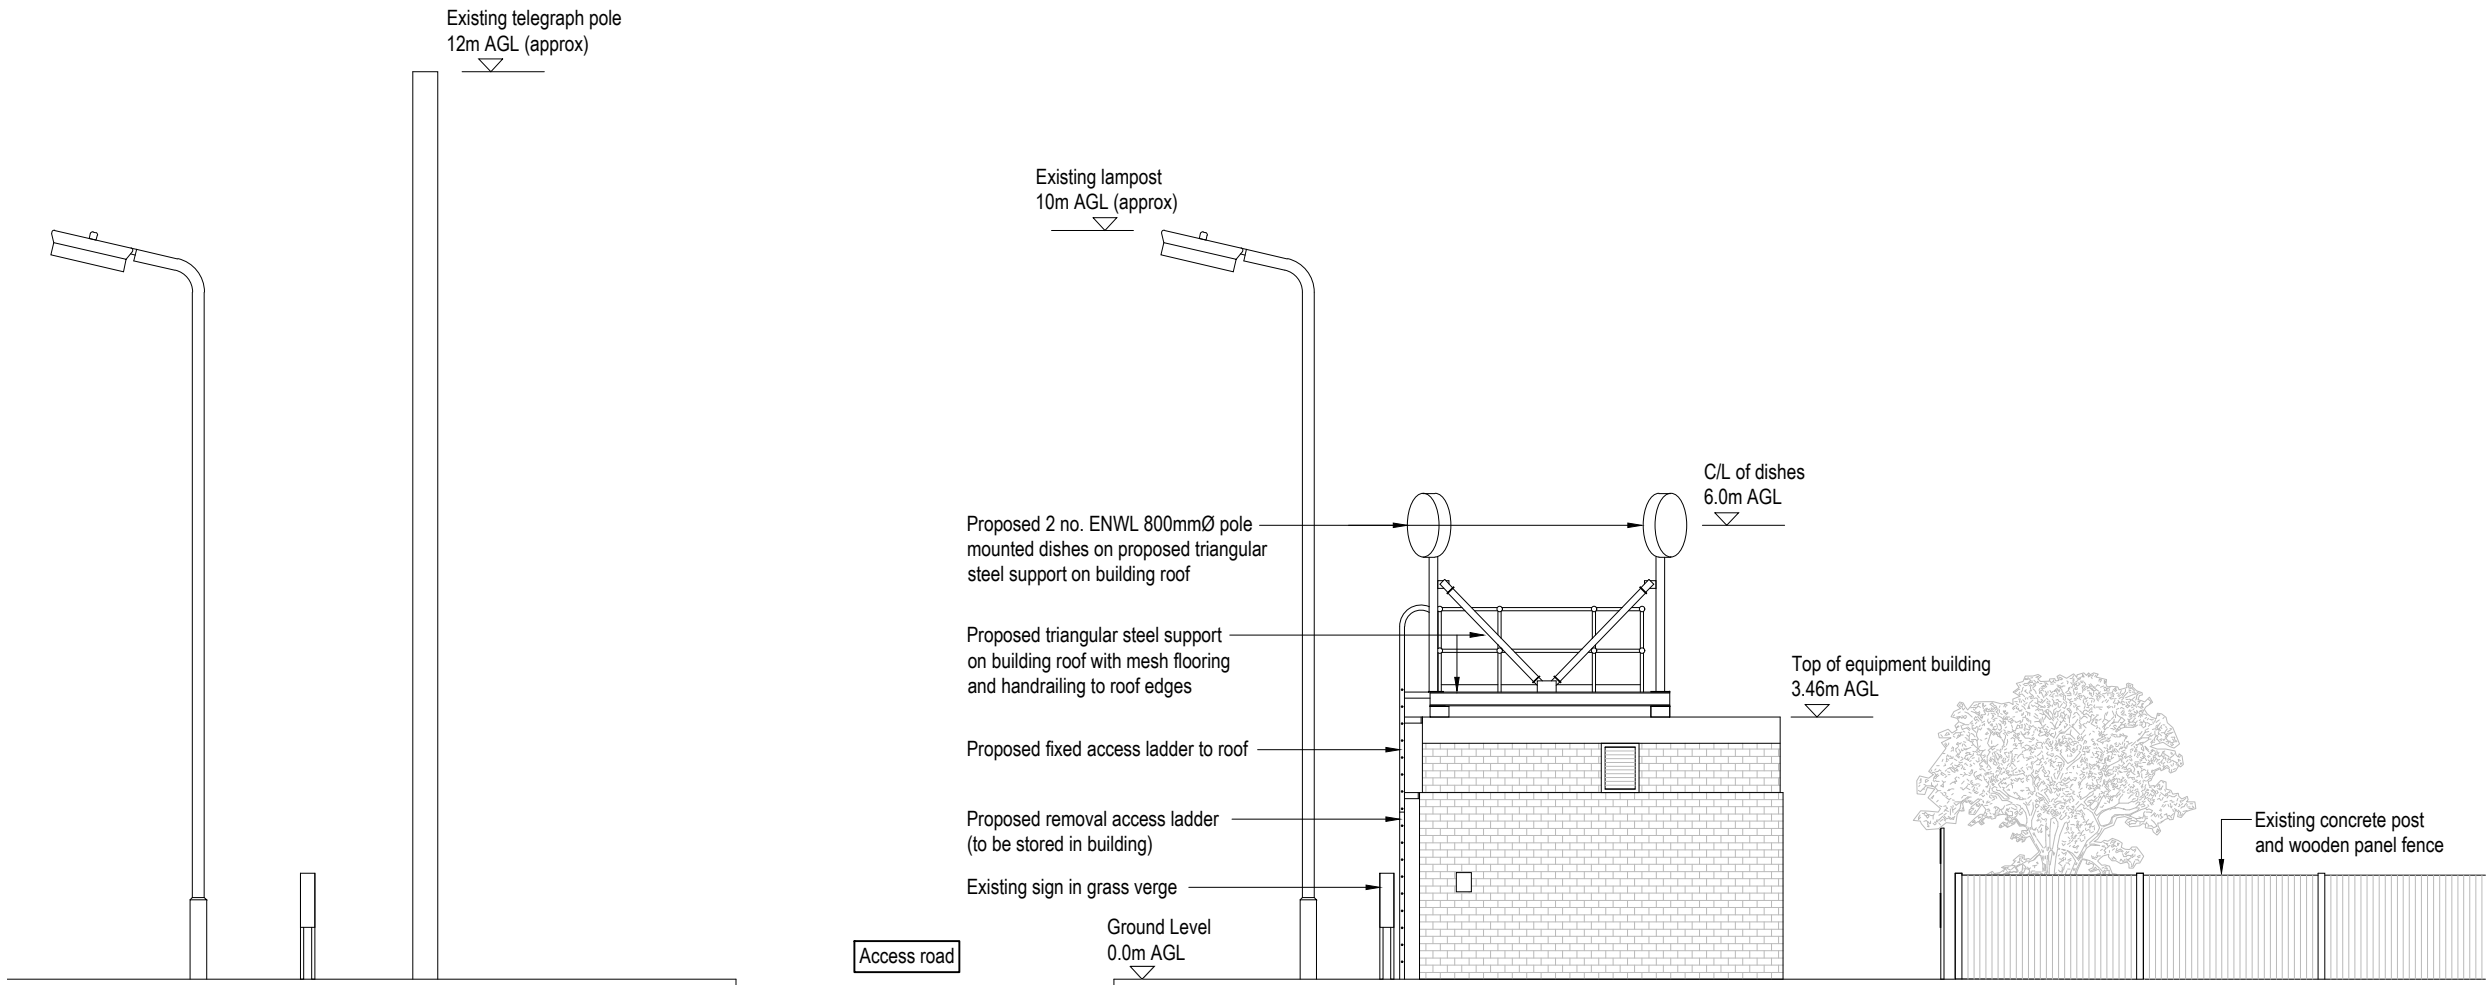 Existing telegraph pole
12m AGL (approx)
Existing lampost
10m AGL (approx)
C/L of dishes
6.0m AGL
Proposed 2 no. ENWL 800mmØ pole
mounted dishes on proposed triangular
steel support on building roof
Proposed triangular steel support
on building roof with mesh flooring
and handrailing to roof edges
Top of equipment building
3.46m AGL
Proposed fixed access ladder to roof
Proposed removal access ladder
(to be stored in building)
Existing concrete post
and wooden panel fence
Existing sign in grass verge
Ground Level
0.0m AGL
Access road